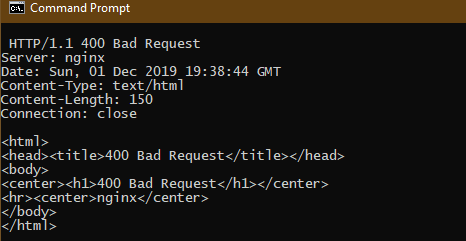 Command Prompt
HTTP/1.1 400 Bad Request
Server: nginx
Date: Sun, 01 Dec 2019 19:38:44 GMT
Content-Type: text/html
Content-Length: 150
Connection: close
<html>
<head><title>400 Bad Request</title></head>
<body>
<center><h1>400 Bad Request</h1></center>
<hr><center>nginx</center>
</body>
</html>